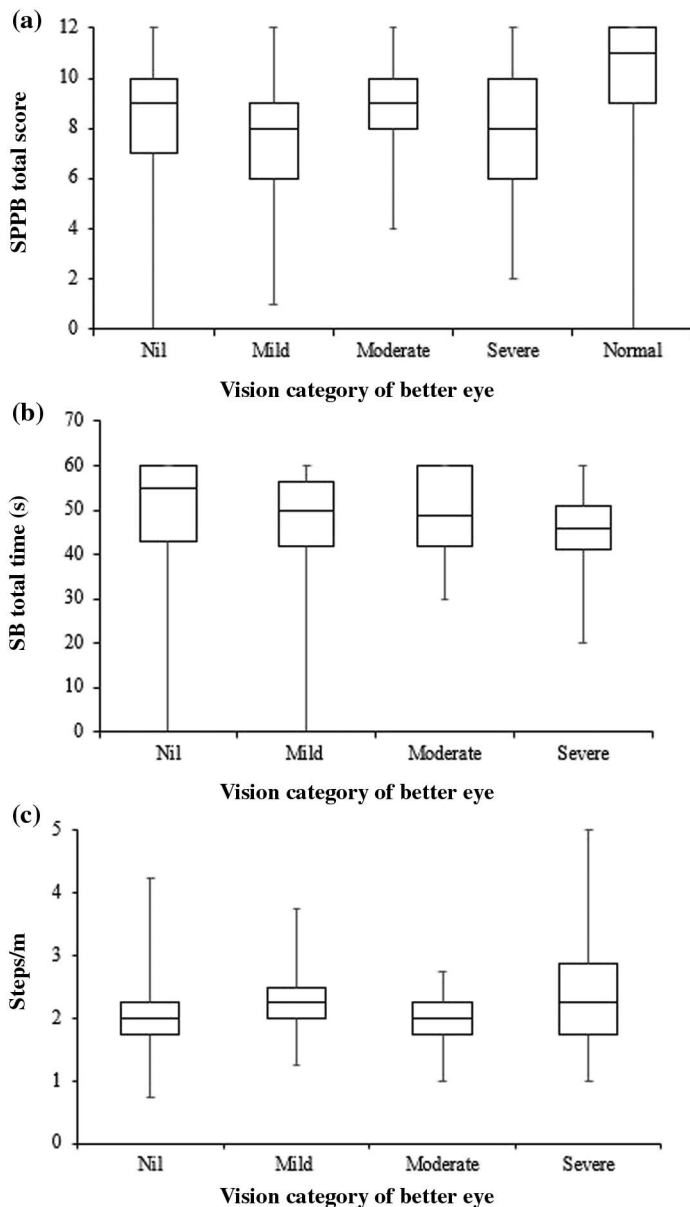 (a)
SPPB total score
12
10
8
6
4
2
0
Nil Mild Moderate Severe Normal
Vision category of better eye
(b)
SB total time (s)
70
60
50
40
30
20
10
0
Nil Mild Moderate Severe
Vision category of better eye
(c)
Steps/m
5
4
3
2
1
0
Nil Mild Moderate Severe
Vision category of better eye